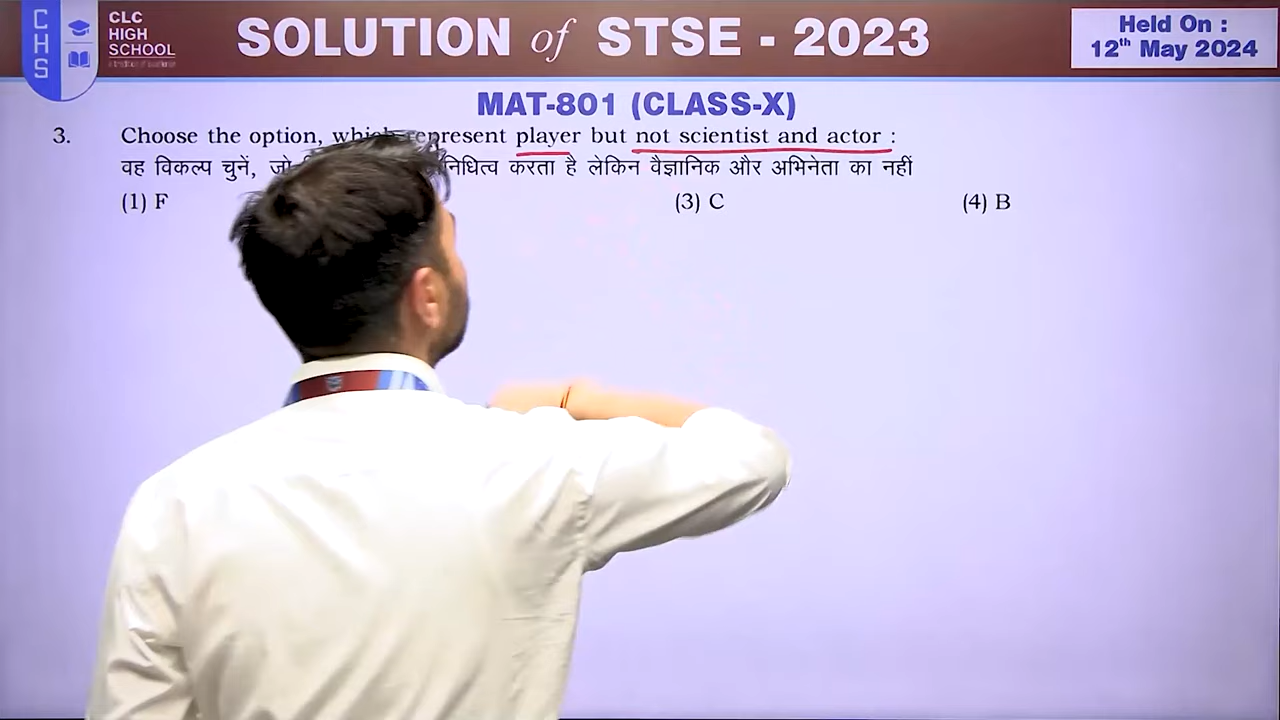 CHS
CLC
HIGH
SCHOOL
SOLUTION of STSE - 2023
Held On :
12th May 2024
MAT-801 (CLASS-X)
3. Choose the option, which represent player but not scientist and actor :
वह विकल्प चुनें, जो निधित्व करता है लेकिन वैज्ञानिक और अभिनेता का नहीं
(1) F (3) C (4) B